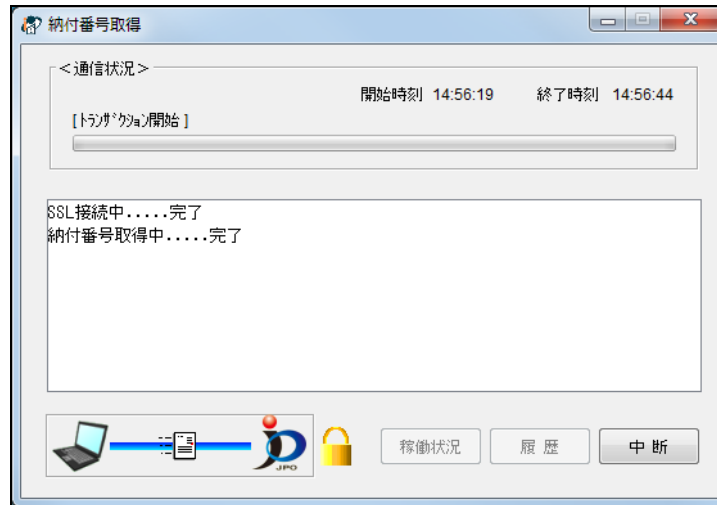 納付番号取得
＜通信状況＞
開始時刻 14:56:19 終了時刻 14:56:44
[ﾄﾗﾝｻﾞｸｼｮﾝ開始 ]
SSL接続中.....完了
納付番号取得中.....完了
JPO
稼働状況 履 歴 中 断